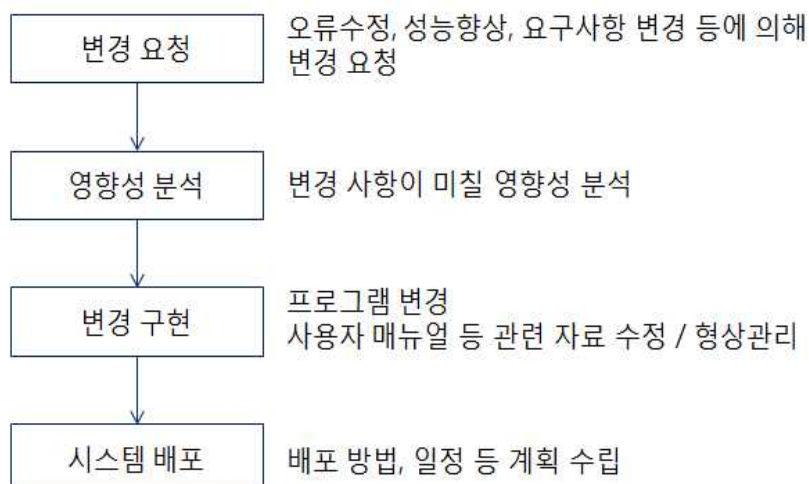 변경 요청
오류수정, 성능향상, 요구사항 변경 등에 의해
변경 요청
영향성 분석
변경 사항이 미칠 영향성 분석
변경 구현
프로그램 변경
사용자 매뉴얼 등 관련 자료 수정 / 형상관리
시스템 배포
배포 방법, 일정 등 계획 수립